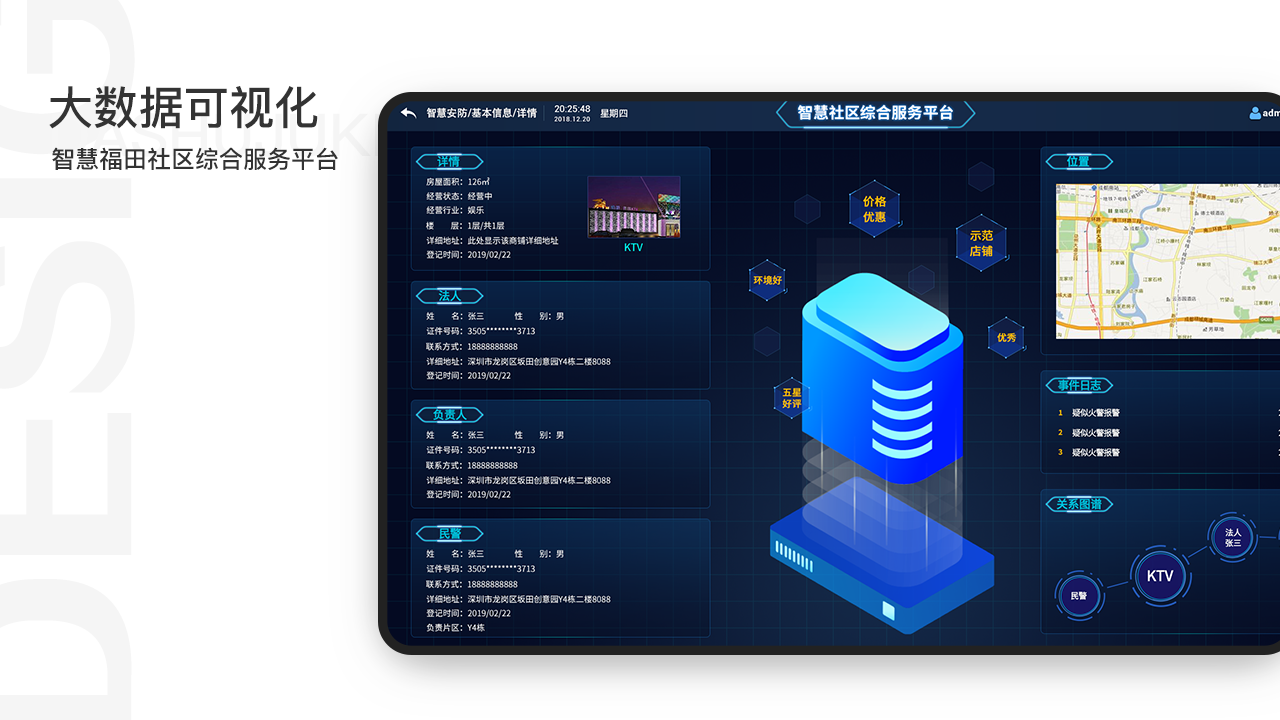 DESIG
大数据可视化
智慧福田社区综合服务平台
智慧安防/基本信息/详情
20:25:48
2018.12.20
星期四
智慧社区综合服务平台
adm
详情
房屋面积：126㎡
经营状态：经营中
经营行业：娱乐
楼 层：1层/共1层
详细地址：此处显示该商铺详细地址
登记时间：2019/02/22
KTV
法人
姓 名：张三 性 别：男
证件号码：3505********3713
联系方式：18888888888
详细地址：深圳市龙岗区坂田创意园Y4栋二楼8088
登记时间：2019/02/22
负责人
姓 名：张三 性 别：男
证件号码：3505********3713
联系方式：18888888888
详细地址：深圳市龙岗区坂田创意园Y4栋二楼8088
登记时间：2019/02/22
民警
姓 名：张三 性 别：男
证件号码：3505********3713
联系方式：18888888888
详细地址：深圳市龙岗区坂田创意园Y4栋二楼8088
登记时间：2019/02/22
负责片区：Y4栋
价格
优惠
示范
店铺
环境好
优秀
五星
好评
位置
事件日志
1 疑似火警报警
2 疑似火警报警
3 疑似火警报警
关系图谱
法人
张三
KTV
民警